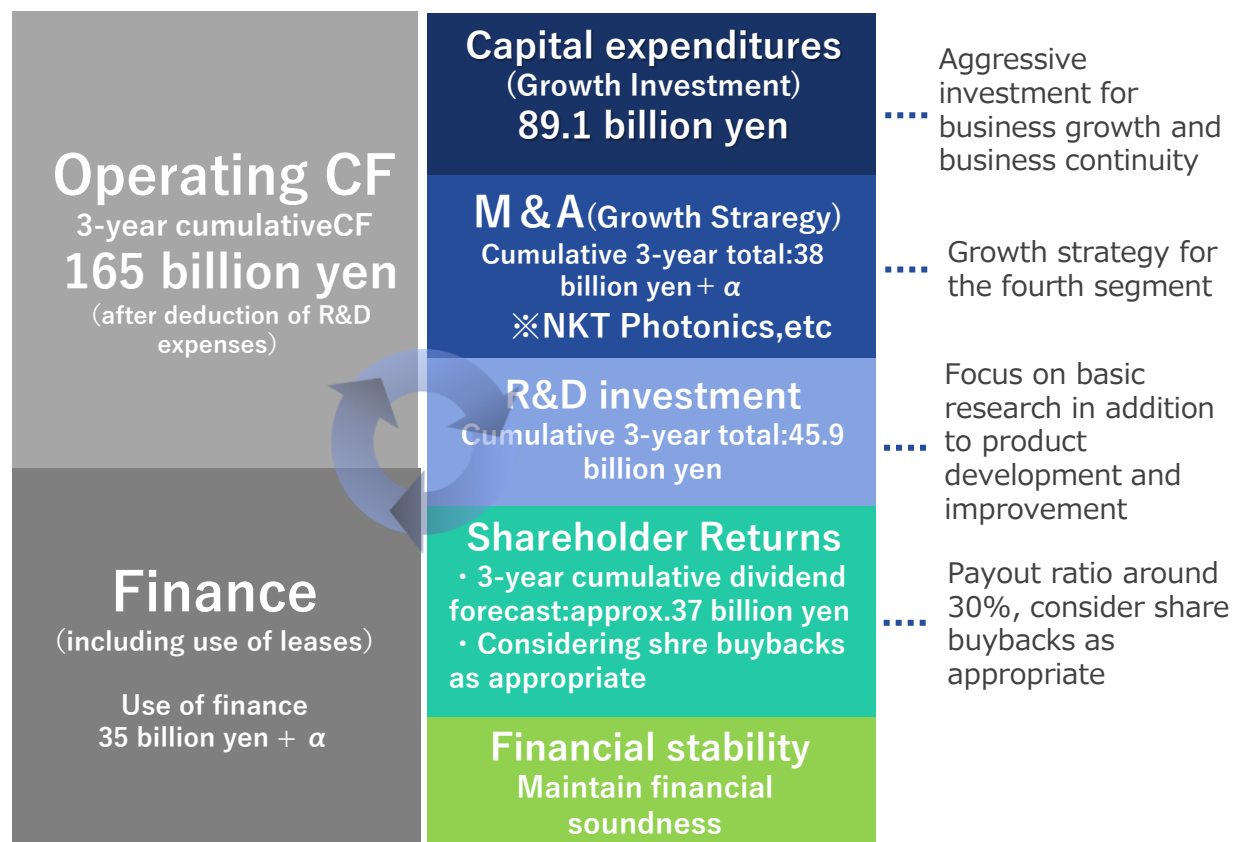 Operating CF
3-year cumulativeCF
165 billion yen
(after deduction of R&D
expenses)
Finance
(including use of leases)
Use of finance
35 billion yen + α
Capital expenditures
(Growth Investment)
89.1 billion yen
M&A(Growth Straregy)
Cumulative 3-year total:38
billion yen+ α
※NKT Photonics,etc
R&D investment
Cumulative 3-year total:45.9
billion yen
Shareholder Returns
・3-year cumulative dividend
forecast:approx.37 billion yen
・Considering shre buybacks
as appropriate
Financial stability
Maintain financial
soundness
Aggressive
investment for
business growth and
business continuity
Growth strategy for
the fourth segment
Focus on basic
research in addition
to product
development and
improvement
Payout ratio around
30%, consider share
buybacks as
appropriate